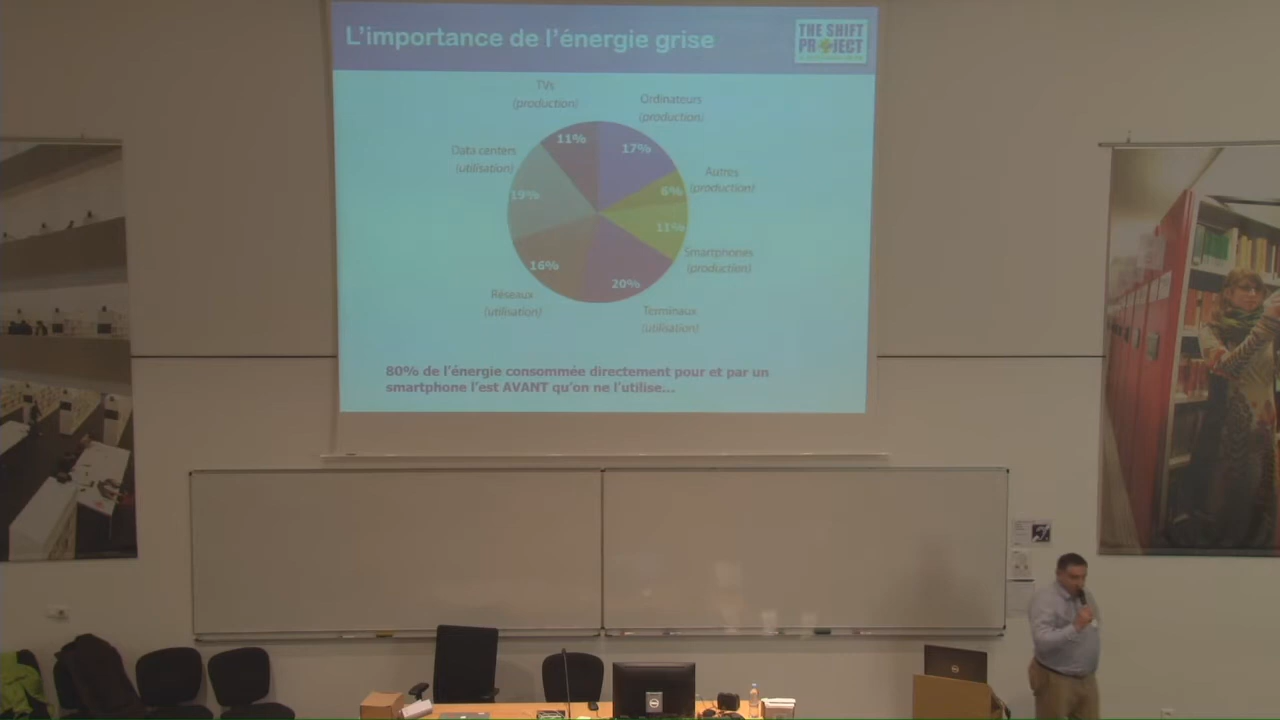 L'importance de l'énergie grise
THE SHIFT
PROJECT
TVs
(production)
Ordinateurs
(production)
11%
17%
Data centers
(utilisation)
Autres
(production)
19%
6%
11%
Smartphones
(production)
16%
20%
Réseaux
(utilisation)
Terminaux
(utilisation)
80% de l'énergie consommée directement pour et par un
smartphone l'est AVANT qu'on ne l'utilise...
DELL
DELL